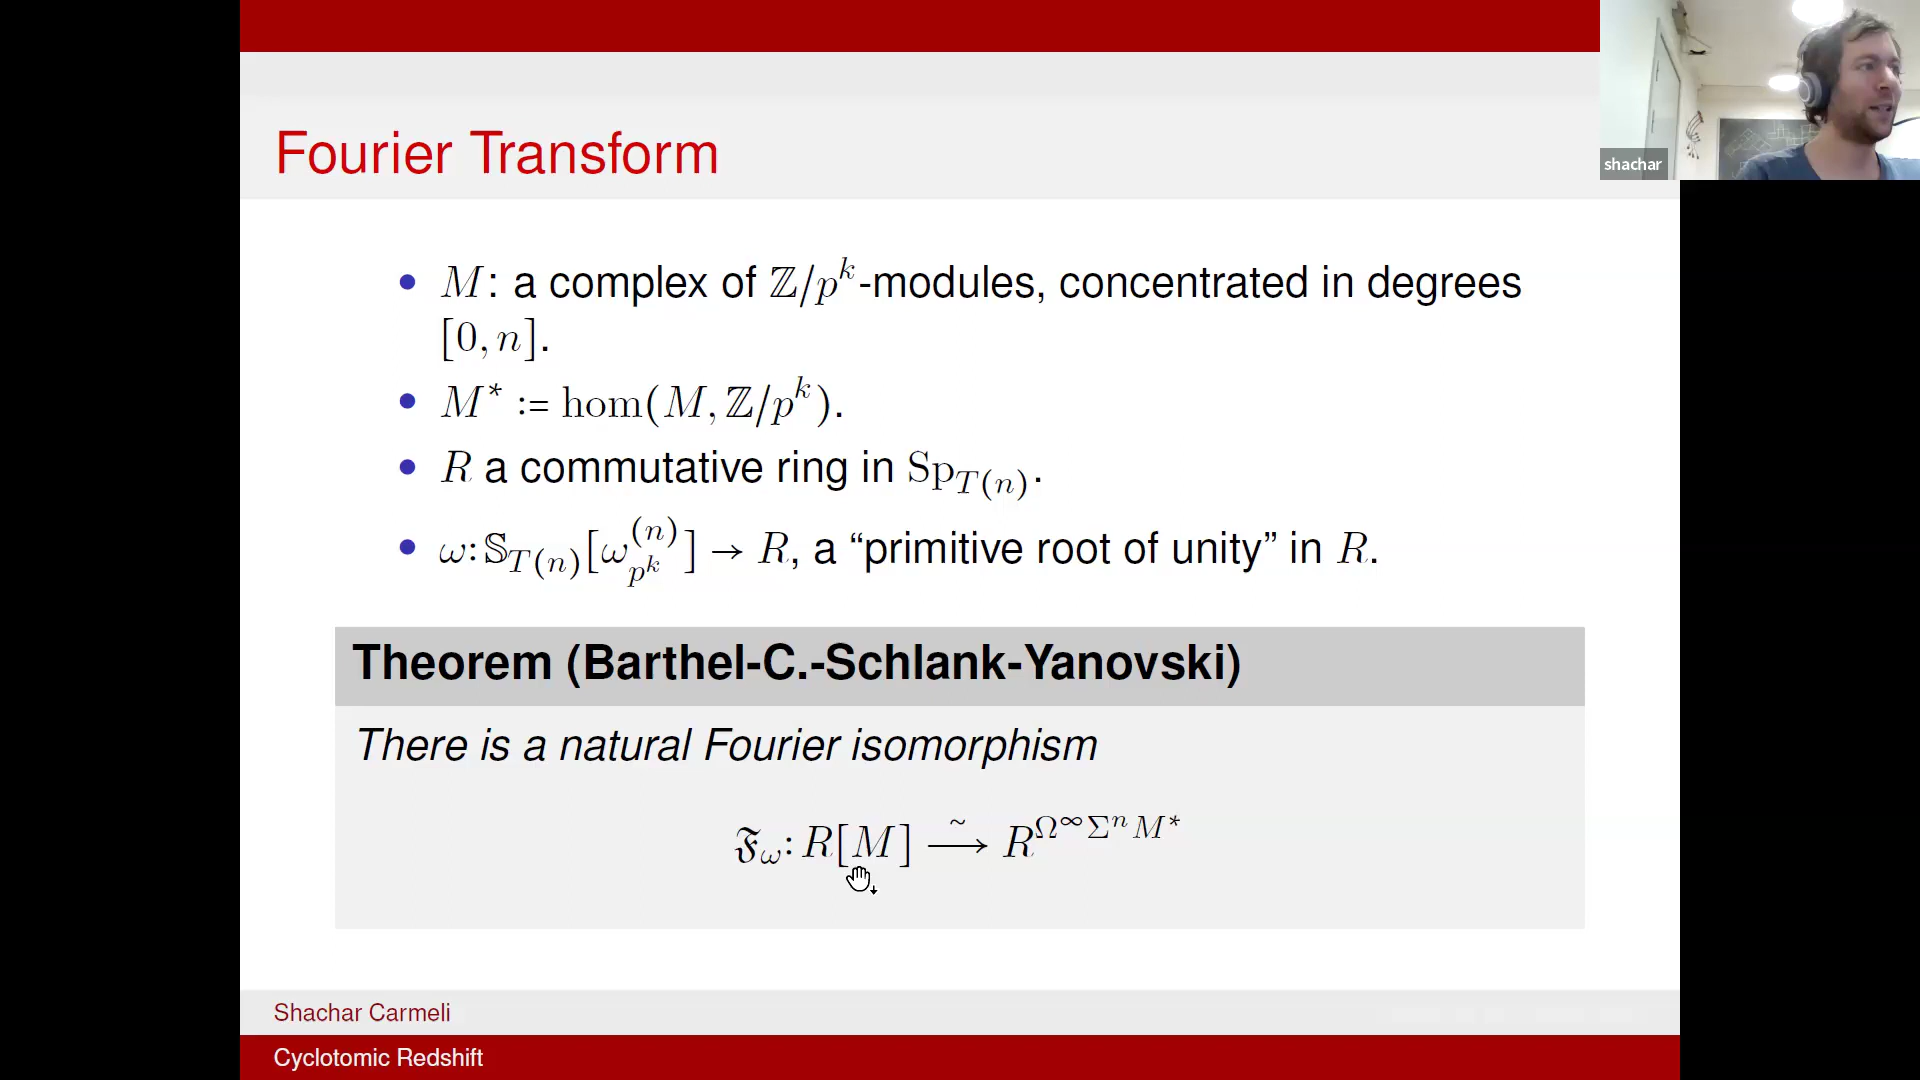 shachar
Fourier Transform
• M: a complex of ℤ/p^k-modules, concentrated in degrees
[0, n].
• M* := hom(M, ℤ/p^k).
• R a commutative ring in Sp_{T(n)}.
• ω: 𝕊_{T(n)}[ω_{p^k}^{(n)}] → R, a “primitive root of unity” in R.
Theorem (Barthel-C.-Schlank-Yanovski)
There is a natural Fourier isomorphism
𝔉_ω: R[M] ⟶^∼ R^{Ω^∞Σ^n M*}
Shachar Carmeli
Cyclotomic Redshift